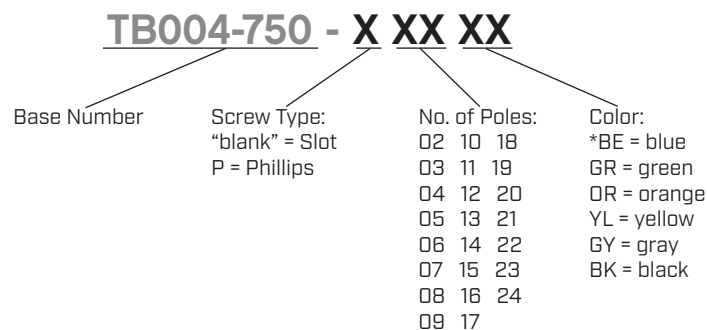 TB004-750 - X XX XX
Base Number
Screw Type:
“blank” = Slot
P = Phillips
No. of Poles:
02 10 18
03 11 19
04 12 20
05 13 21
06 14 22
07 15 23
08 16 24
09 17
Color:
*BE = blue
GR = green
OR = orange
YL = yellow
GY = gray
BK = black